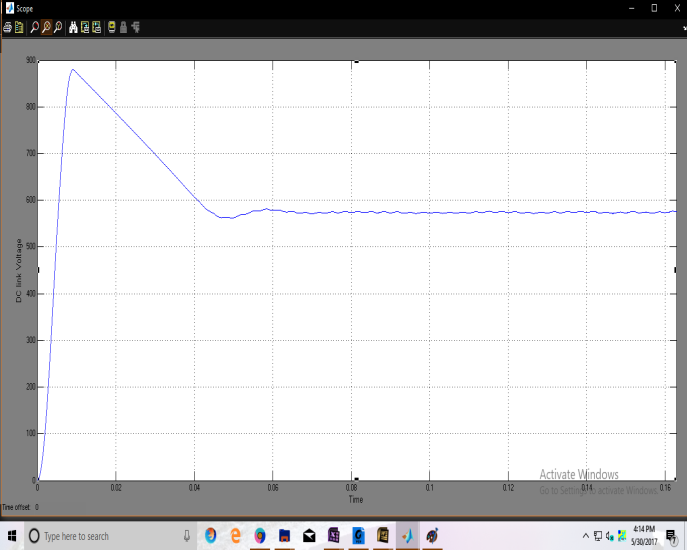 Scope
900
800
700
600
500
400
300
200
100
0
DC link Voltage
0 0.02 0.04 0.06 0.08 0.1 0.12 0.14 0.16
Time
Time offset: 0
Activate Windows
Go to Settings to activate Windows.
Type here to search
4:14 PM
5/30/2017